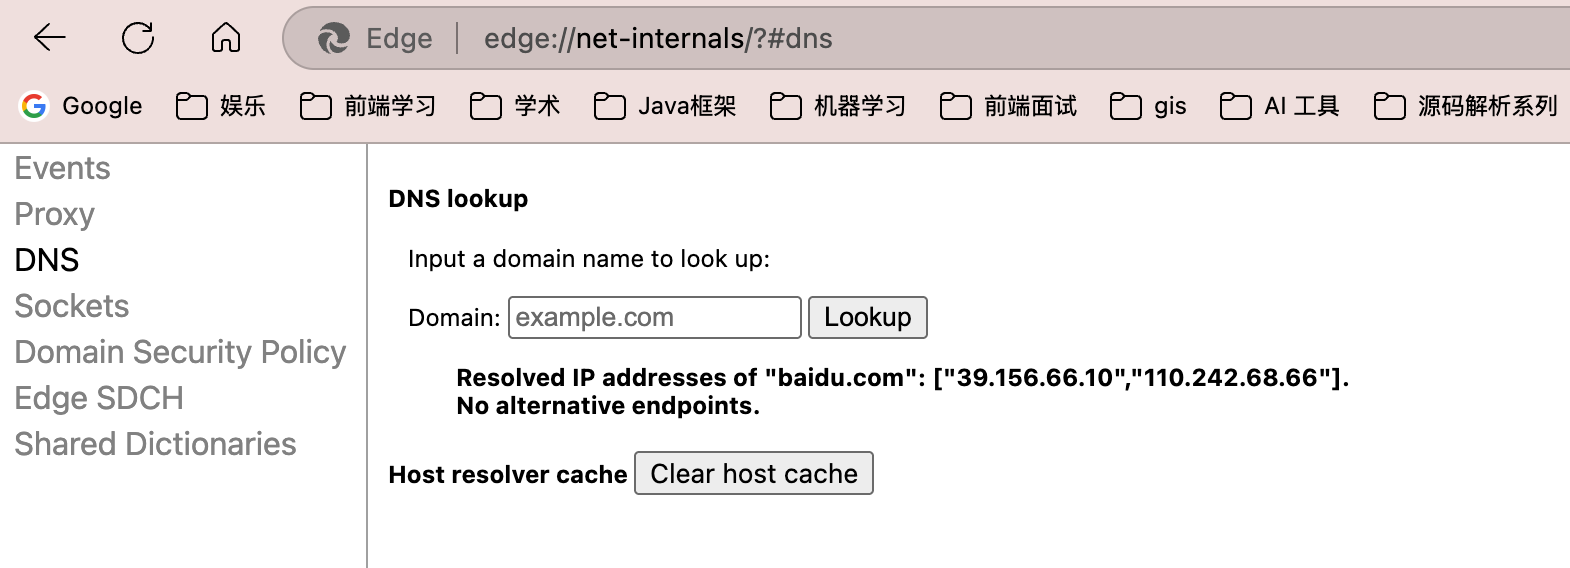 Edge edge://net-internals/?#dns
Google 娱乐 前端学习 学术 Java框架 机器学习 前端面试 gis AI 工具 源码解析系列
Events
Proxy
DNS
Sockets
Domain Security Policy
Edge SDCH
Shared Dictionaries
DNS lookup
Input a domain name to look up:
Domain: example.com Lookup
Resolved IP addresses of "baidu.com": ["39.156.66.10","110.242.68.66"].
No alternative endpoints.
Host resolver cache Clear host cache